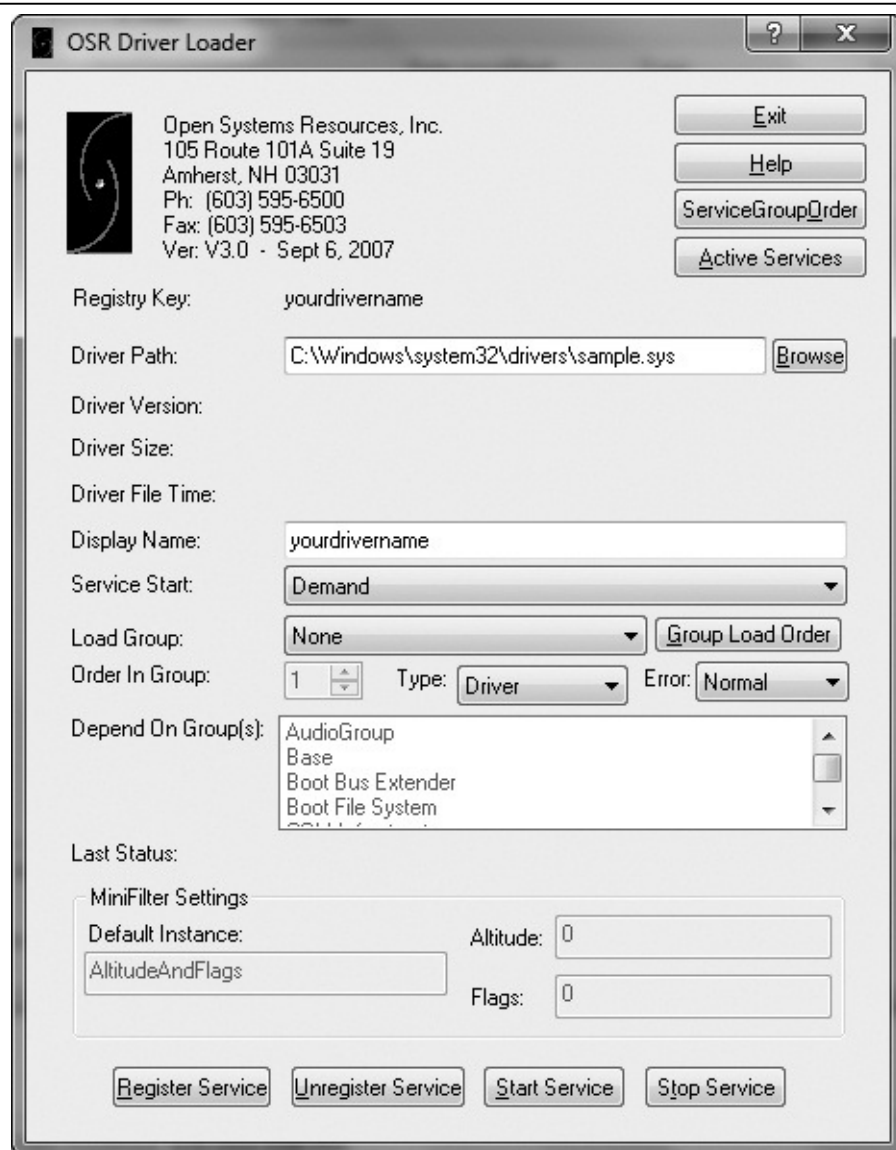 OSR Driver Loader
? X
Open Systems Resources, Inc.
105 Route 101A Suite 19
Amherst, NH 03031
Ph: (603) 595-6500
Fax: (603) 595-6503
Ver: V3.0 - Sept 6, 2007
Exit
Help
ServiceGroupOrder
Active Services
Registry Key: yourdrivername
Driver Path: C:\Windows\system32\drivers\sample.sys Browse
Driver Version:
Driver Size:
Driver File Time:
Display Name: yourdrivername
Service Start: Demand
Load Group: None Group Load Order
Order In Group: 1 Type: Driver Error: Normal
Depend On Group(s): AudioGroup
Base
Boot Bus Extender
Boot File System
Last Status:
MiniFilter Settings
Default Instance:
AltitudeAndFlags
Altitude: 0
Flags: 0
Register Service Unregister Service Start Service Stop Service